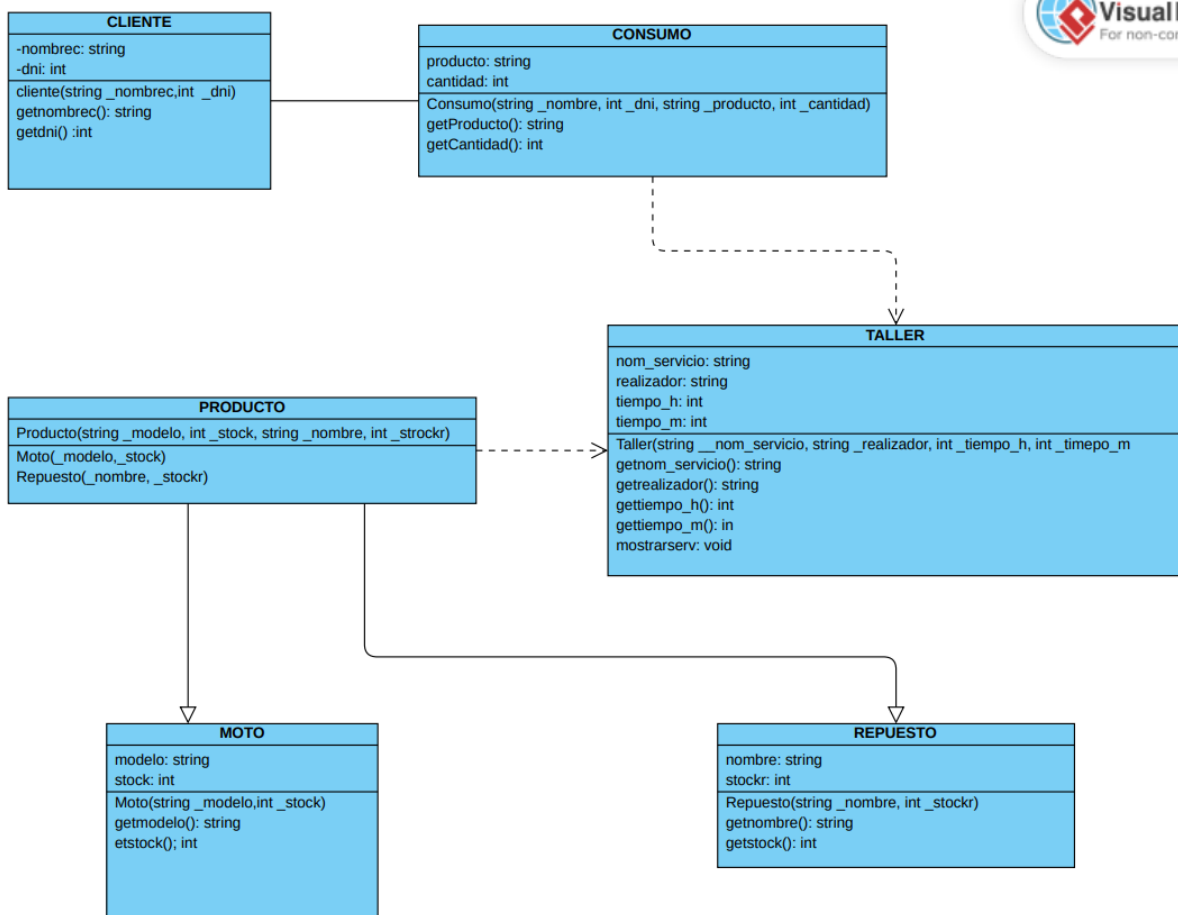 CLIENTE
-nombrec: string
-dni: int
cliente(string _nombrec,int _dni)
getnombrec(): string
getdni() :int
CONSUMO
producto: string
cantidad: int
Consumo(string _nombre, int _dni, string _producto, int _cantidad)
getProducto(): string
getCantidad(): int
Visual
For non-co
TALLER
nom_servicio: string
realizador: string
tiempo_h: int
tiempo_m: int
Taller(string __nom_servicio, string _realizador, int _tiempo_h, int _timepo_m
getnom_servicio(): string
getrealizador(): string
gettiempo_h(): int
gettiempo_m(): in
mostrarserv: void
PRODUCTO
Producto(string _modelo, int _stock, string _nombre, int _strockr)
Moto(_modelo,_stock)
Repuesto(_nombre, _stockr)
MOTO
modelo: string
stock: int
Moto(string _modelo,int _stock)
getmodelo(): string
etstock(); int
REPUESTO
nombre: string
stockr: int
Repuesto(string _nombre, int _stockr)
getnombre(): string
getstock(): int